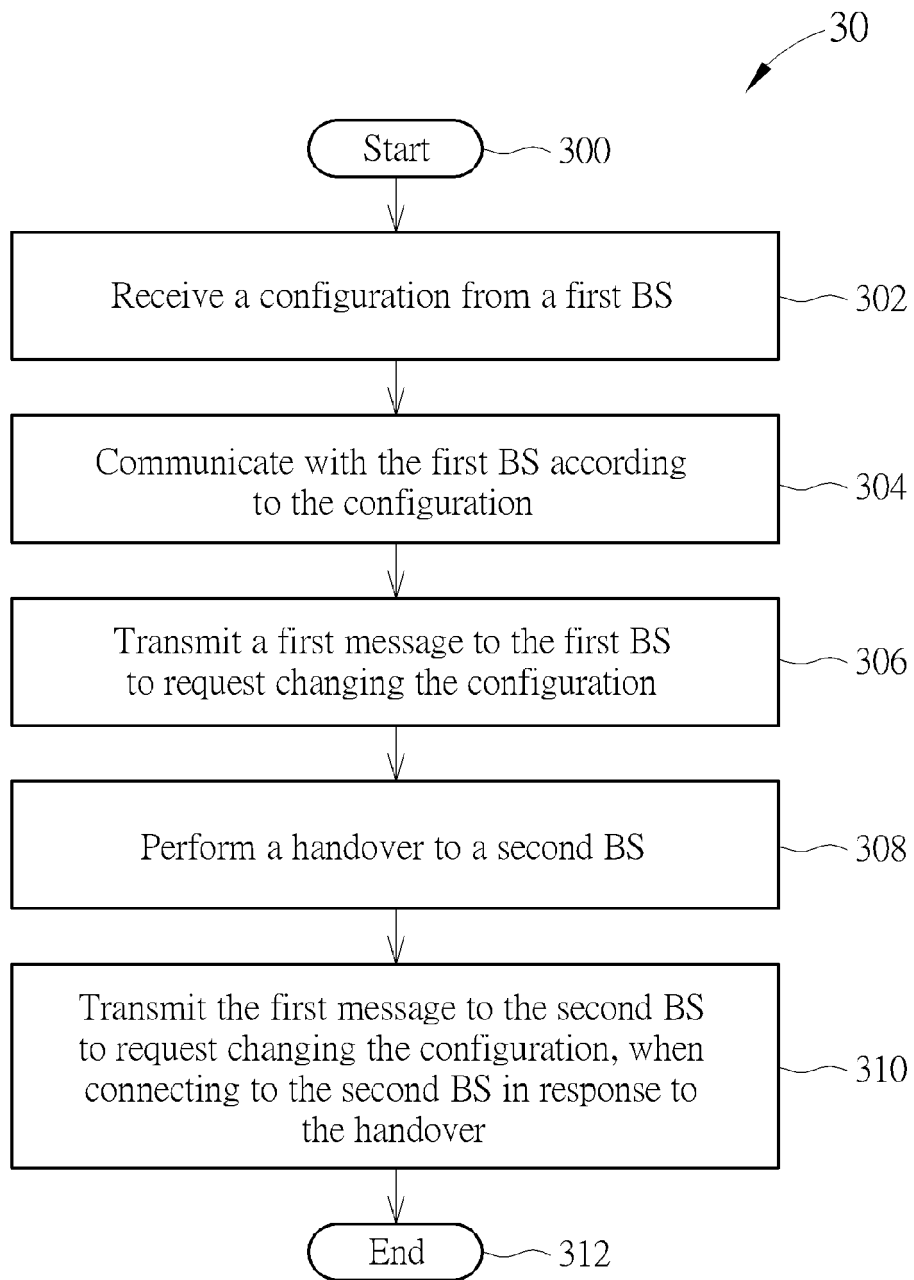 30
Start
300
Receive a configuration from a first BS
302
Communicate with the first BS according
to the configuration
304
Transmit a first message to the first BS
to request changing the configuration
306
Perform a handover to a second BS
308
Transmit the first message to the second BS
to request changing the configuration, when
connecting to the second BS in response to
the handover
310
End
312